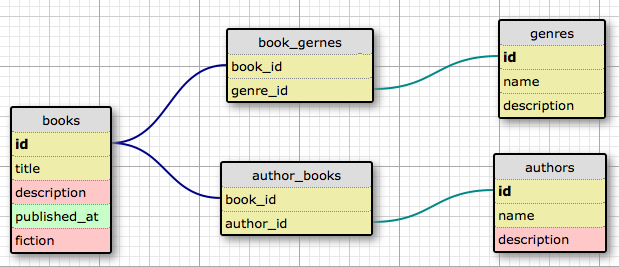 books
id
title
description
published_at
fiction
book_gernes
book_id
genre_id
author_books
book_id
author_id
genres
id
name
description
authors
id
name
description